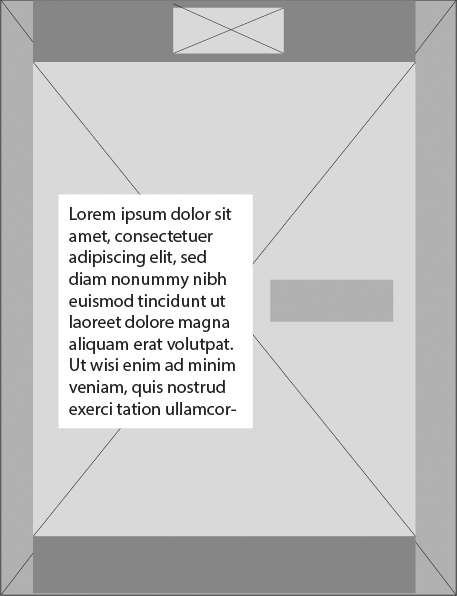 Lorem ipsum dolor sit
amet, consectetuer
adipiscing elit, sed
diam nonummy nibh
euismod tincidunt ut
laoreet dolore magna
aliquam erat volutpat.
Ut wisi enim ad minim
veniam, quis nostrud
exerci tation ullamcor-